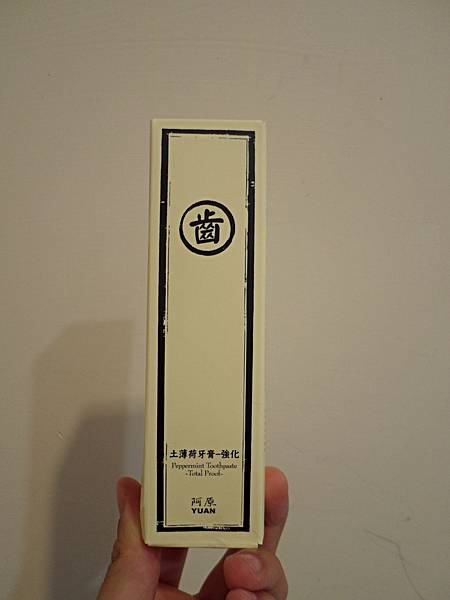 齒
土薄荷牙膏-強化
Peppermint Toothpaste
-Total Proof-
阿原
YUAN